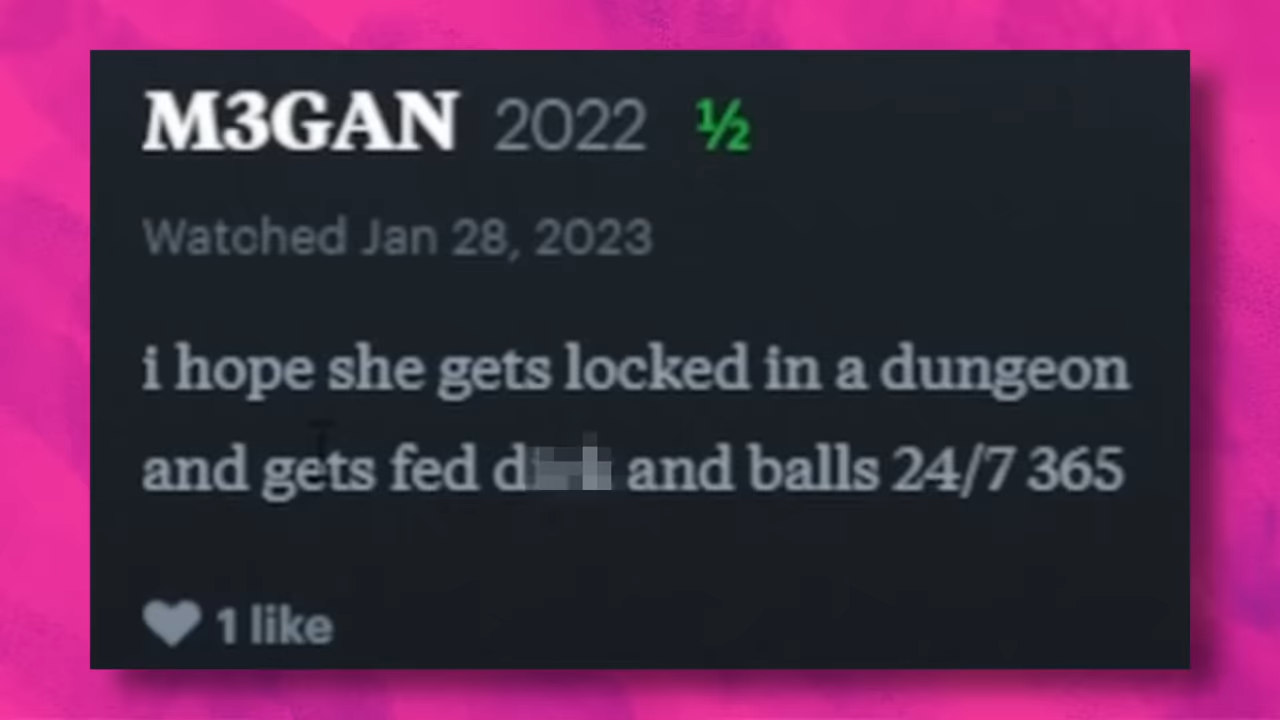 M3GAN 2022 ½
Watched Jan 28, 2023
i hope she gets locked in a dungeon
and gets fed and balls 24/7 365
1 like